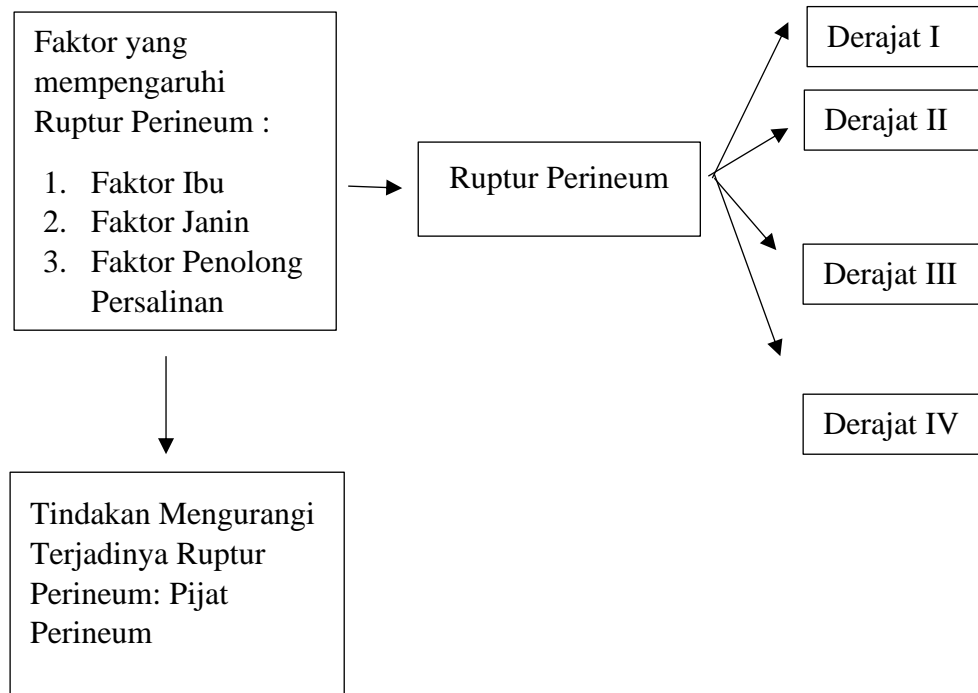 Faktor yang
mempengaruhi
Ruptur Perineum :
1. Faktor Ibu
2. Faktor Janin
3. Faktor Penolong
Persalinan
Ruptur Perineum
Derajat I
Derajat II
Derajat III
Derajat IV
Tindakan Mengurangi
Terjadinya Ruptur
Perineum: Pijat
Perineum